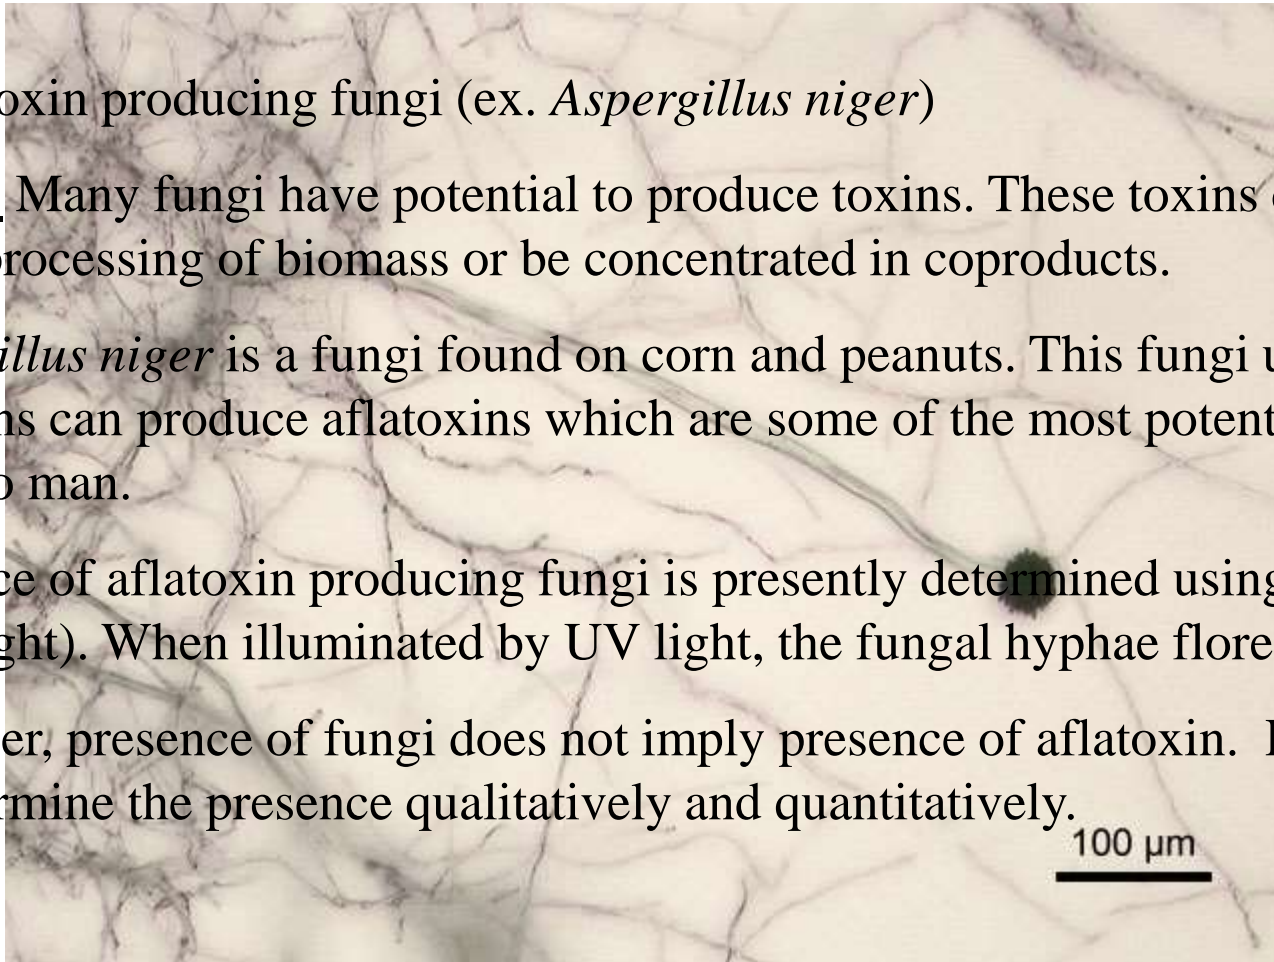 oxin producing fungi (ex. Aspergillus niger)
Many fungi have potential to produce toxins. These toxins
rocessing of biomass or be concentrated in coproducts.
illus niger is a fungi found on corn and peanuts. This fungi u
ns can produce aflatoxins which are some of the most potent
o man.
ce of aflatoxin producing fungi is presently determined using
ght). When illuminated by UV light, the fungal hyphae flore
er, presence of fungi does not imply presence of aflatoxin.
rmine the presence qualitatively and quantitatively.
100 µm